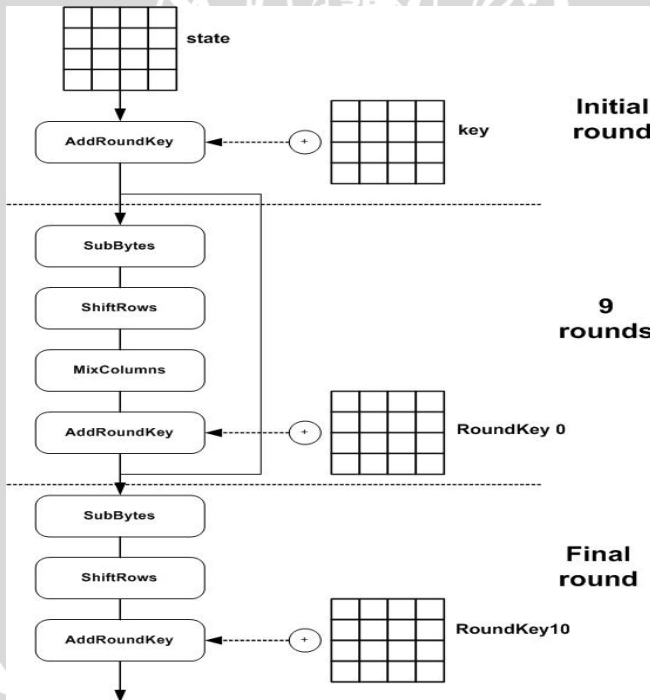 state
AddRoundKey
+
key
Initial
round
SubBytes
ShiftRows
MixColumns
AddRoundKey
+
RoundKey 0
9
rounds
SubBytes
ShiftRows
AddRoundKey
+
RoundKey10
Final
round